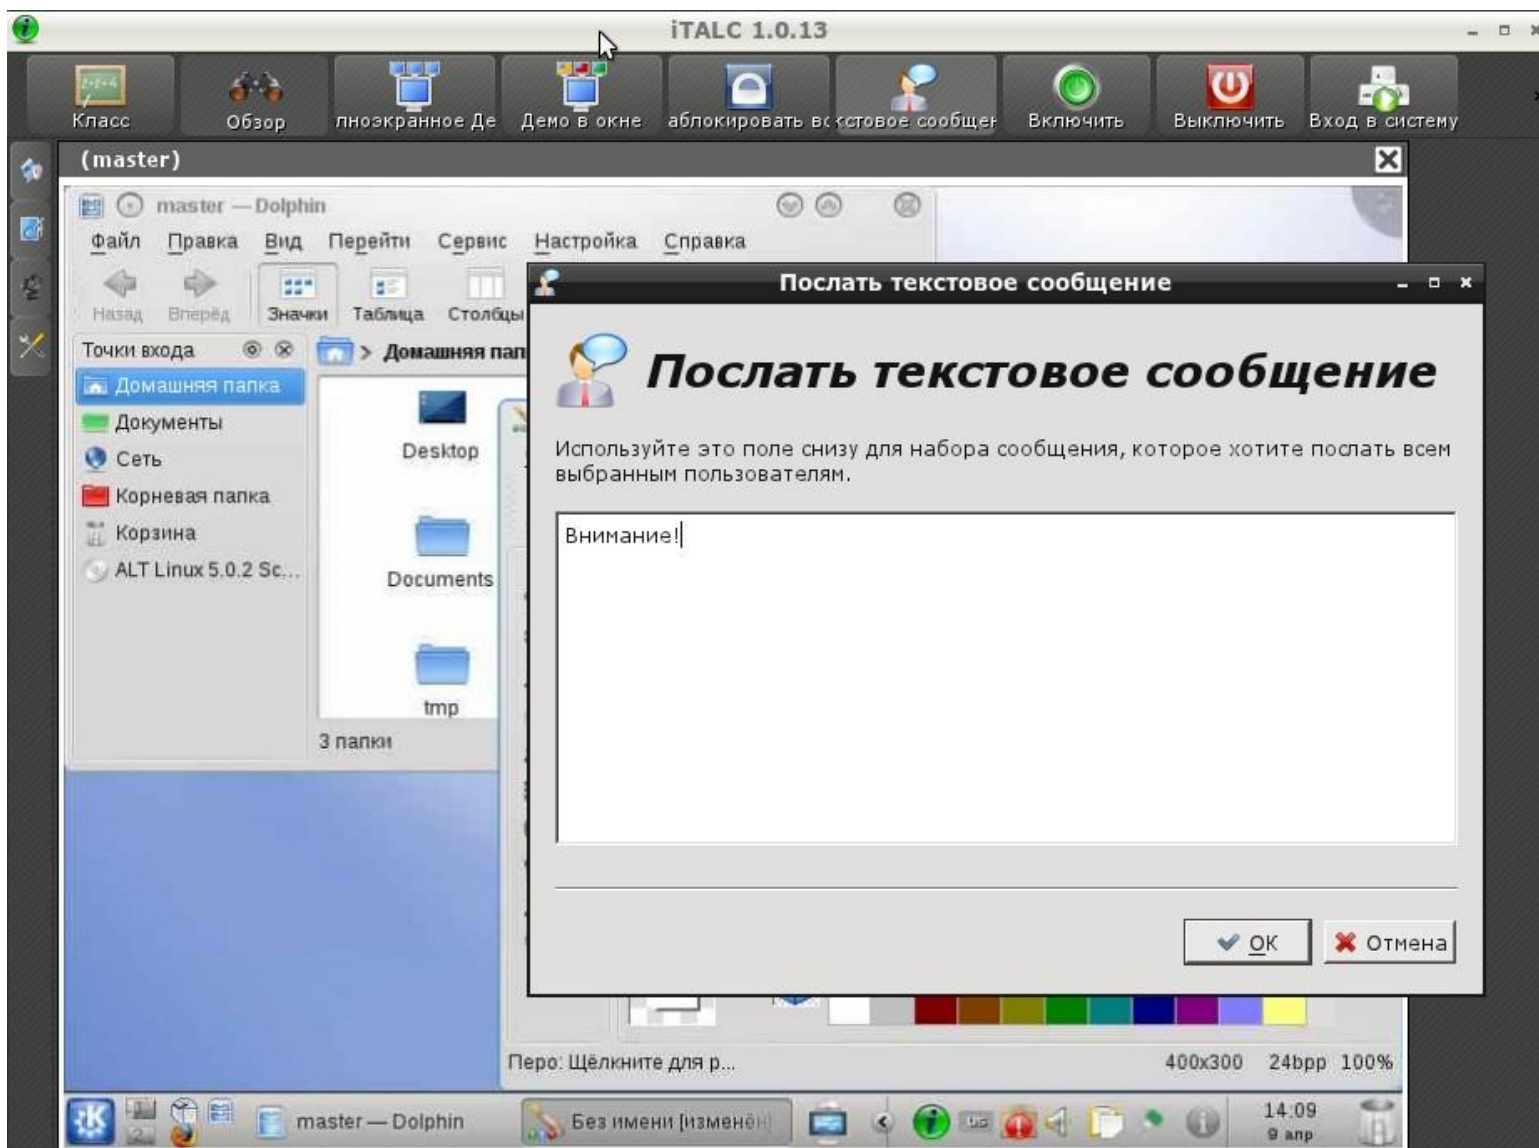 iTALC 1.0.13
Класс
Обзор
лноэкранное Де
Демо в окне
аблокировать вс
кстовое сообщен
Включить
Выключить
Вход в систему
(master)
master — Dolphin
Файл Правка Вид Перейти Сервис Настройка Справка
Назад Вперёд Значки Таблица Столбцы
Точки входа
Домашняя папка
Документы
Сеть
Корневая папка
Корзина
ALT Linux 5.0.2 Sc...
> Домашняя пап
Desktop
Documents
tmp
3 папки
Послать текстовое сообщение
Послать текстовое сообщение
Используйте это поле снизу для набора сообщения, которое хотите послать всем
выбранным пользователям.
Внимание!
OK
Отмена
Перо: Щёлкните для р...
400x300 24bpp 100%
master — Dolphin
Без имени [изменён]
14:09
9 апр